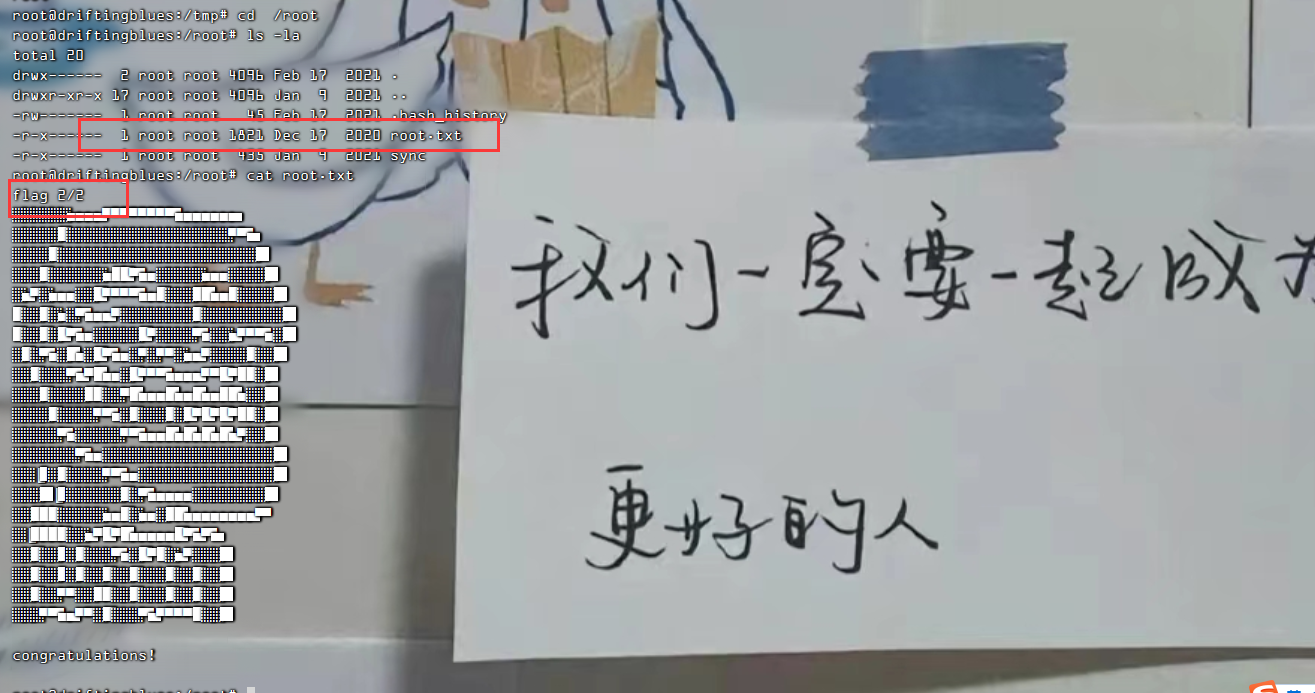 root@driftingblues:/tmp# cd  /root
root@driftingblues:/root# ls -la
total 20
drwx------  2 root root 4096 Feb 17  2021 .
drwxr-xr-x 17 root root 4096 Jan  9  2021 ..
-rw-------  1 root root   45 Feb 17  2021 .bash_history
-r-x------  1 root root 1821 Dec 17  2020 root.txt
-r-x------  1 root root  435 Jan  9  2021 sync
root@driftingblues:/root# cat root.txt
flag 2/2
congratulations!
root@driftingblues:/root#
我们一定要一起成为
更好的人